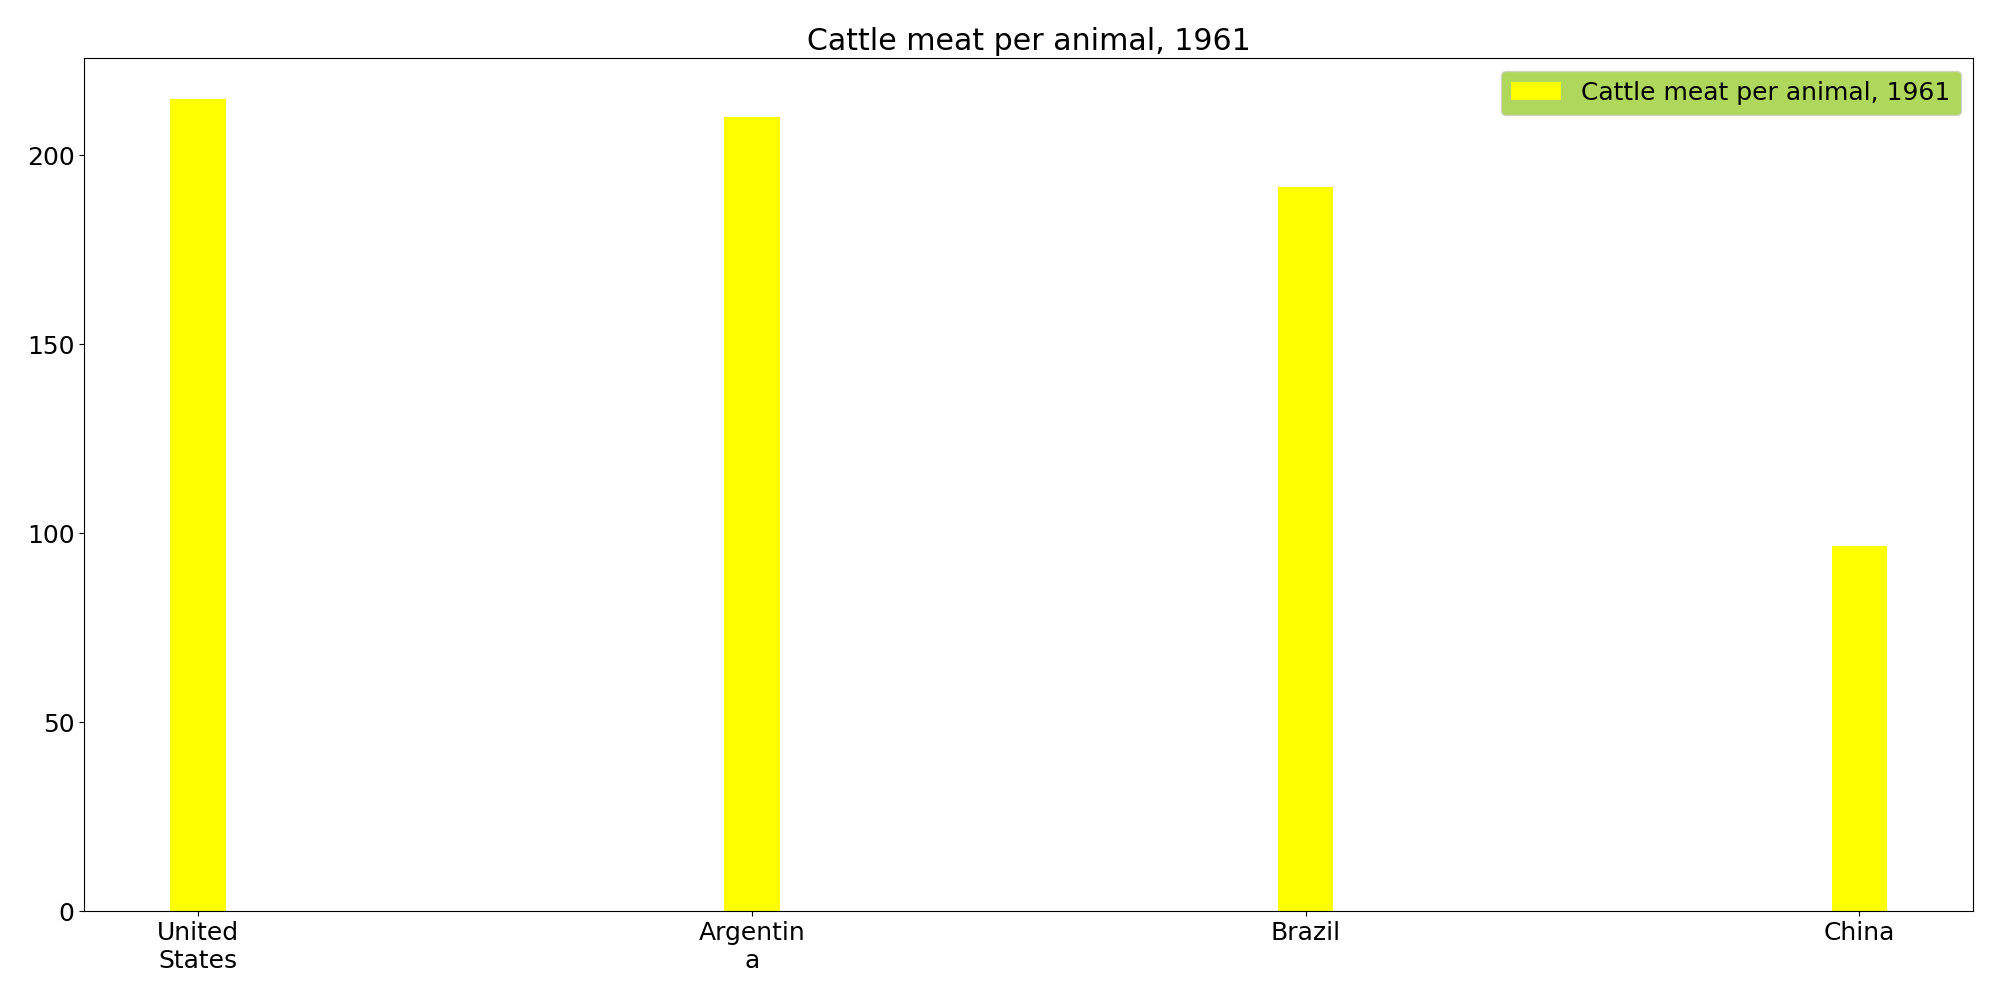 Cattle meat per animal, 1961
Cattle meat per animal, 1961
200
150
100
50
0
United
States
Argentin
a
Brazil
China